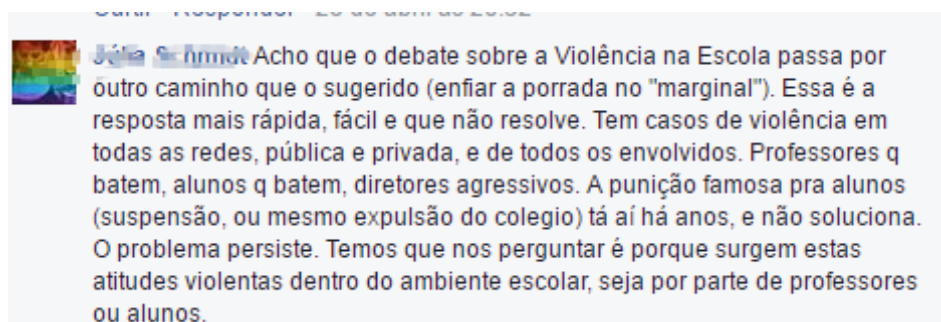 Acho que o debate sobre a Violência na Escola passa por
outro caminho que o sugerido (enfiar a porrada no "marginal"). Essa é a
resposta mais rápida, fácil e que não resolve. Tem casos de violência em
todas as redes, pública e privada, e de todos os envolvidos. Professores q
batem, alunos q batem, diretores agressivos. A punição famosa pra alunos
(suspensão, ou mesmo expulsão do colegio) tá aí há anos, e não soluciona.
O problema persiste. Temos que nos perguntar é porque surgem estas
atitudes violentas dentro do ambiente escolar, seja por parte de professores
ou alunos.